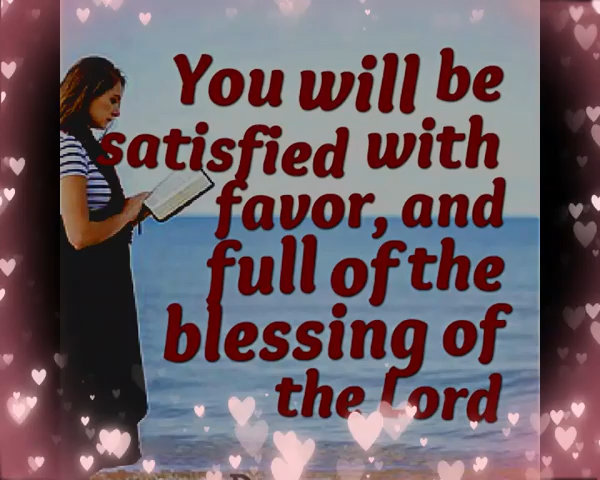 You will be
satisfied with
favor, and
full of the
blessing of
the Lord